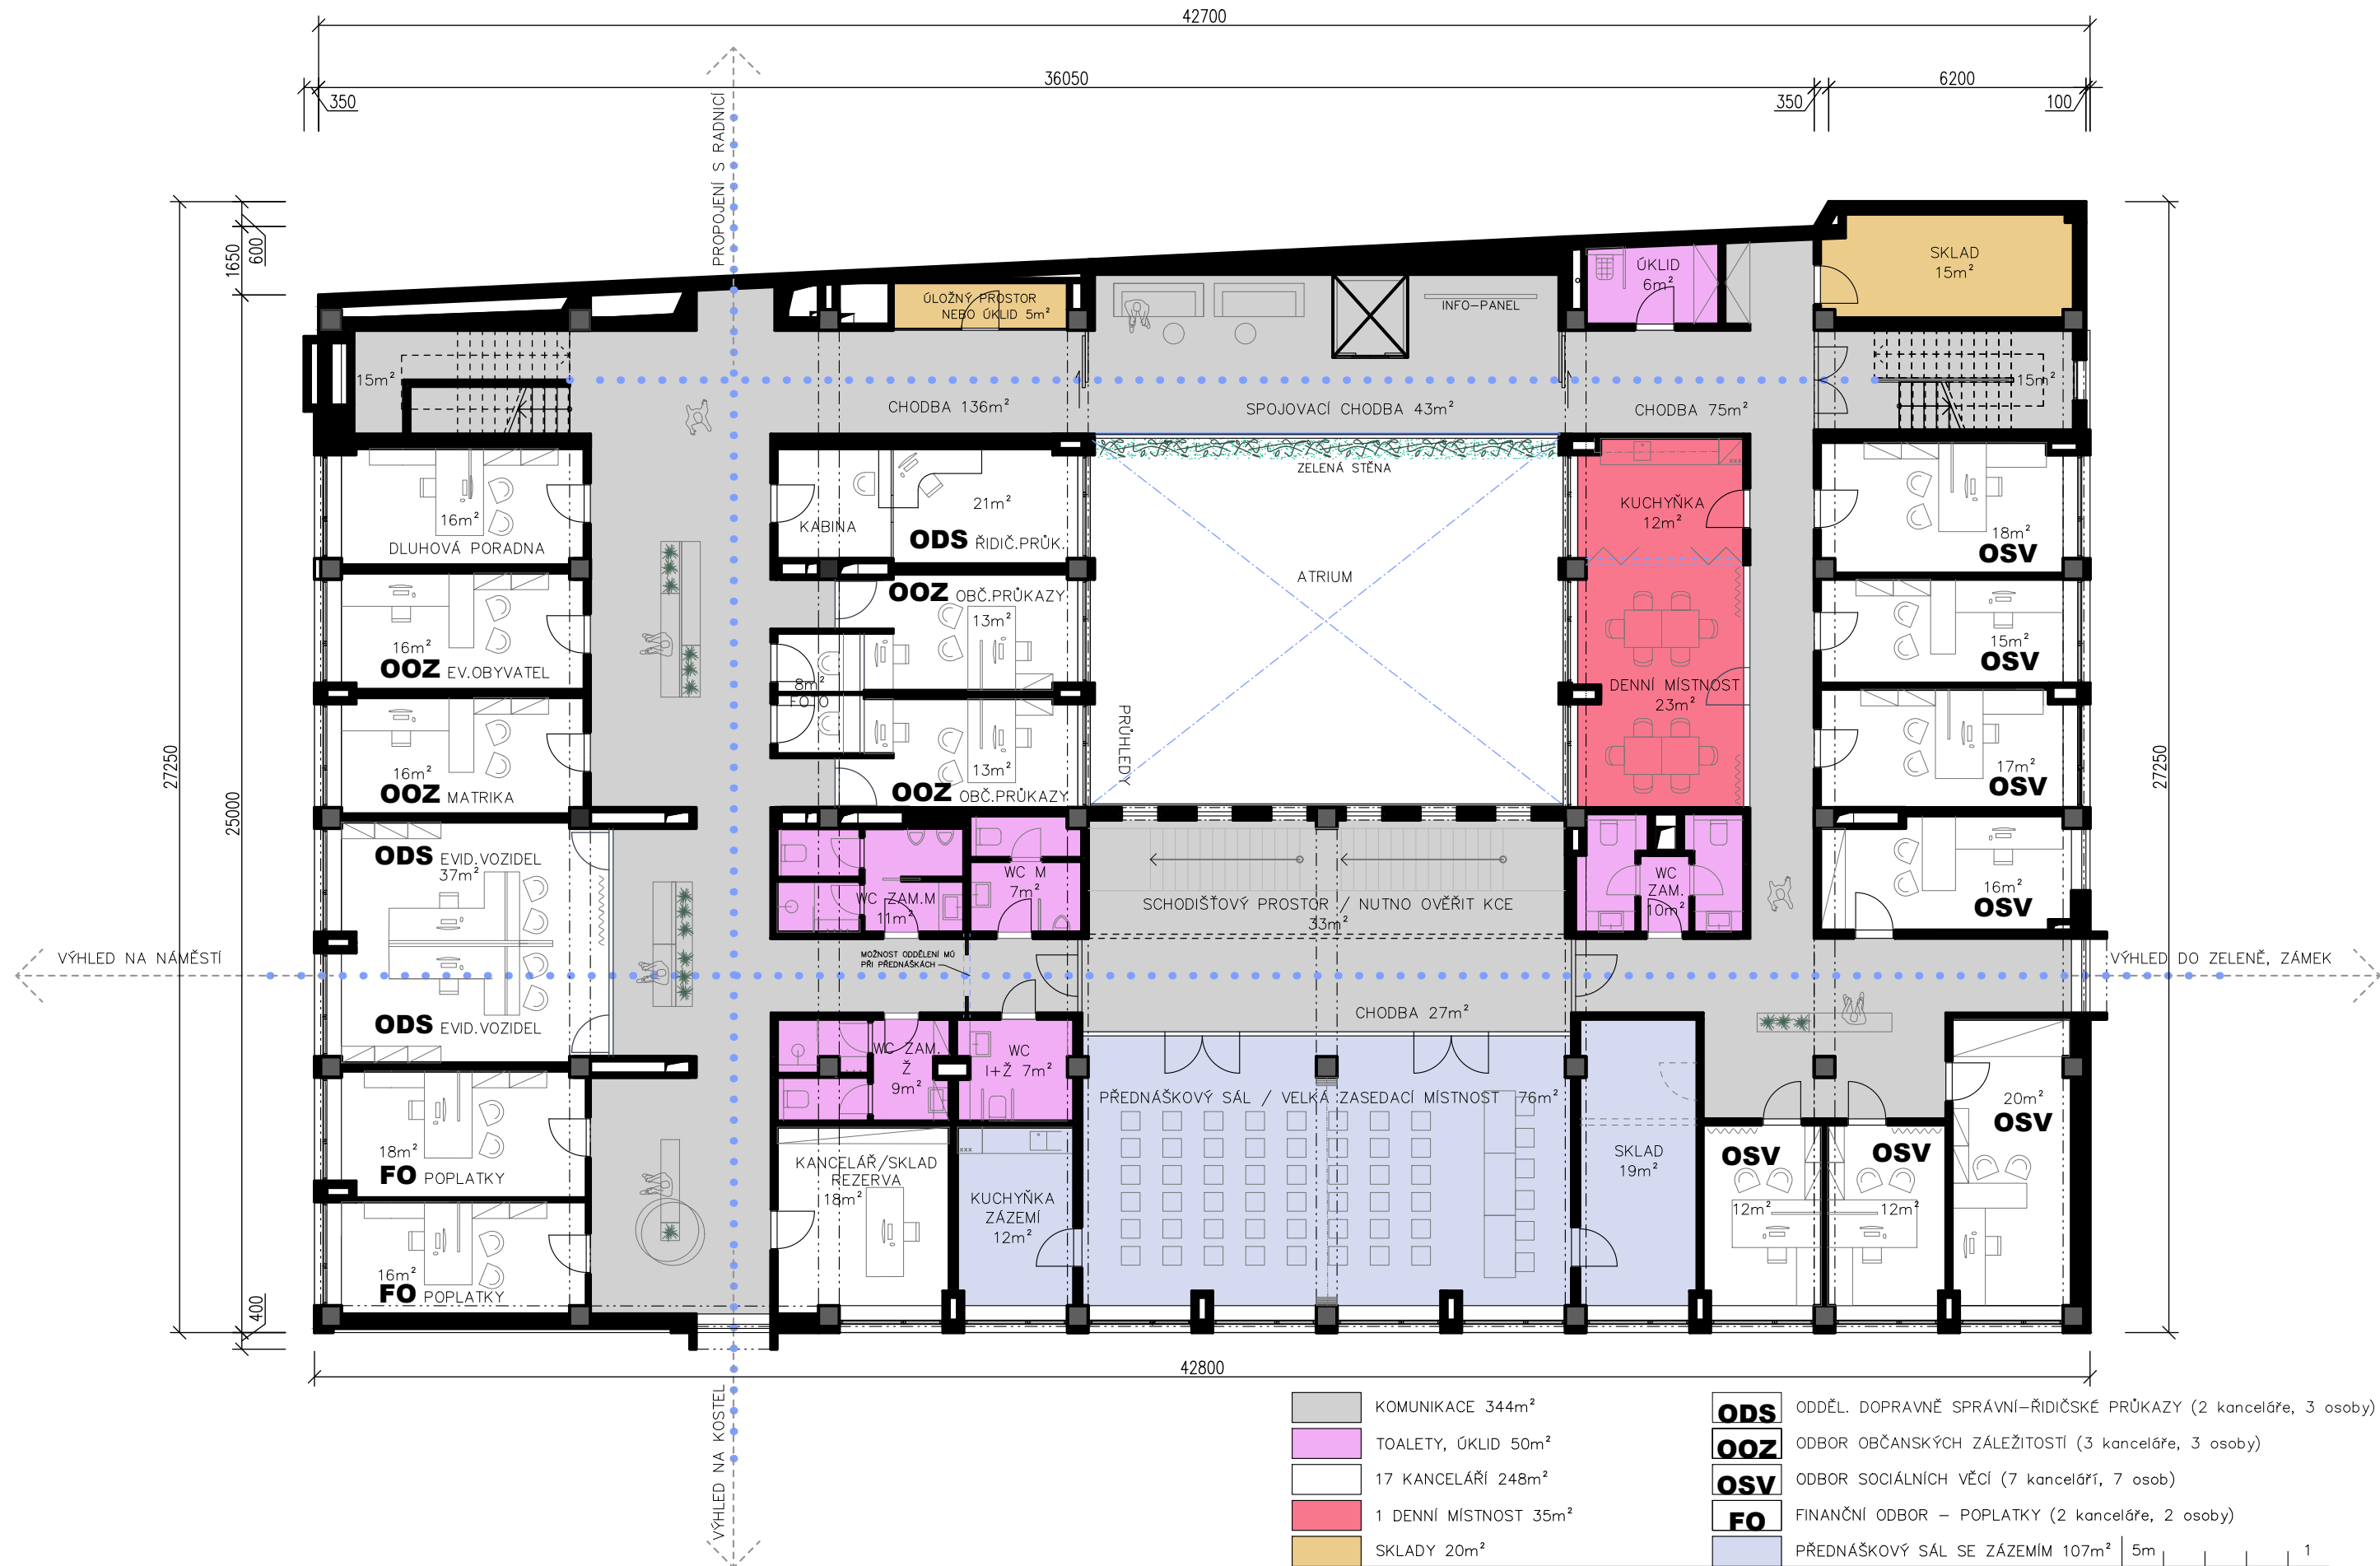 42700
36050
6200
350
350
100
PROPOJENÍ S RADNICÍ
1650
600
27250
25000
400
27250
42800
SKLAD
15m²
ÚKLID
6m²
ÚLOŽNÝ PROSTOR
NEBO ÚKLID 5m²
INFO-PANEL
15m²
15m²
CHODBA 136m²
SPOJOVACÍ CHODBA 43m²
CHODBA 75m²
ZELENÁ STĚNA
16m²
DLUHOVÁ PORADNA
KABINA
21m²
ODS ŘIDIČ.PRŮK.
KUCHYŇKA
12m²
18m²
OSV
ATRIUM
OOZ OBČ.PRŮKAZY
13m²
16m²
OOZ EV.OBYVATEL
15m²
OSV
8m²
FOTO
DENNÍ MÍSTNOST
23m²
PRŮHLEDY
16m²
OOZ MATRIKA
13m²
OOZ OBČ.PRŮKAZY
17m²
OSV
ODS EVID.VOZIDEL
37m²
WC ZAM.M
11m²
WC M
7m²
SCHODIŠŤOVÝ PROSTOR / NUTNO OVĚŘIT KCE
33m²
WC
ZAM.
10m²
16m²
OSV
VÝHLED NA NÁMĚSTÍ
MOŽNOST ODDĚLENÍ MÚ
PŘI PŘEDNÁŠKÁCH
VÝHLED DO ZELENĚ, ZÁMEK
ODS EVID.VOZIDEL
CHODBA 27m²
WC ZAM.
Ž
9m²
WC
I+Ž 7m²
PŘEDNÁŠKOVÝ SÁL / VELKÁ ZASEDACÍ MÍSTNOST 76m²
20m²
OSV
18m²
FO POPLATKY
KANCELÁŘ/SKLAD
REZERVA
18m²
KUCHYŇKA
ZÁZEMÍ
12m²
SKLAD
19m²
OSV
12m²
OSV
12m²
16m²
FO POPLATKY
VÝHLED NA KOSTEL
KOMUNIKACE 344m²
TOALETY, ÚKLID 50m²
17 KANCELÁŘÍ 248m²
1 DENNÍ MÍSTNOST 35m²
SKLADY 20m²
ODS ODDĚL. DOPRAVNĚ SPRÁVNÍ-ŘIDIČSKÉ PRŮKAZY (2 kanceláře, 3 osoby)
OOZ ODBOR OBČANSKÝCH ZÁLEŽITOSTÍ (3 kanceláře, 3 osoby)
OSV ODBOR SOCIÁLNÍCH VĚCÍ (7 kanceláří, 7 osob)
FO FINANČNÍ ODBOR - POPLATKY (2 kanceláře, 2 osoby)
PŘEDNÁŠKOVÝ SÁL SE ZÁZEMÍM 107m²
5m 1